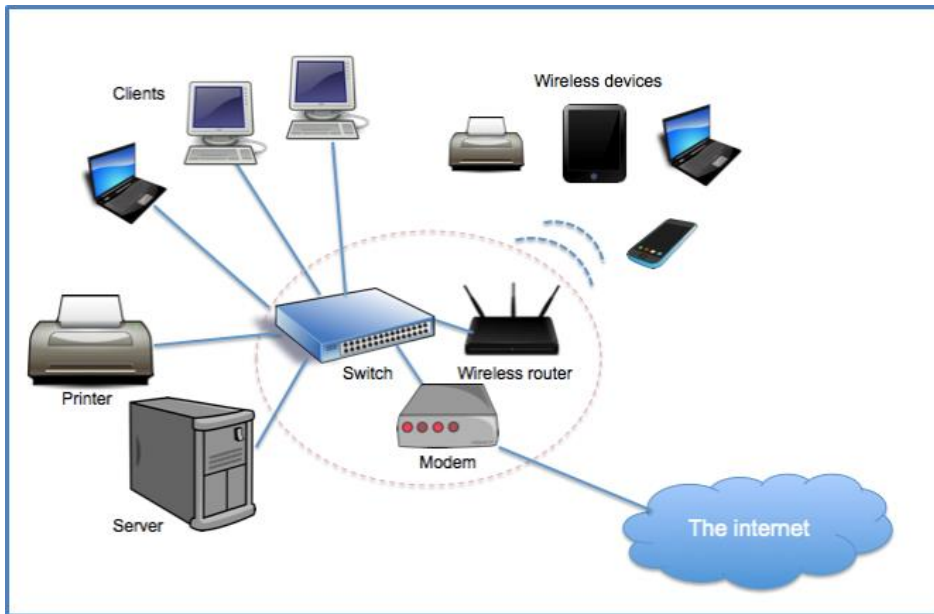 Clients
Wireless devices
Switch
Wireless router
Printer
Modem
Server
The internet